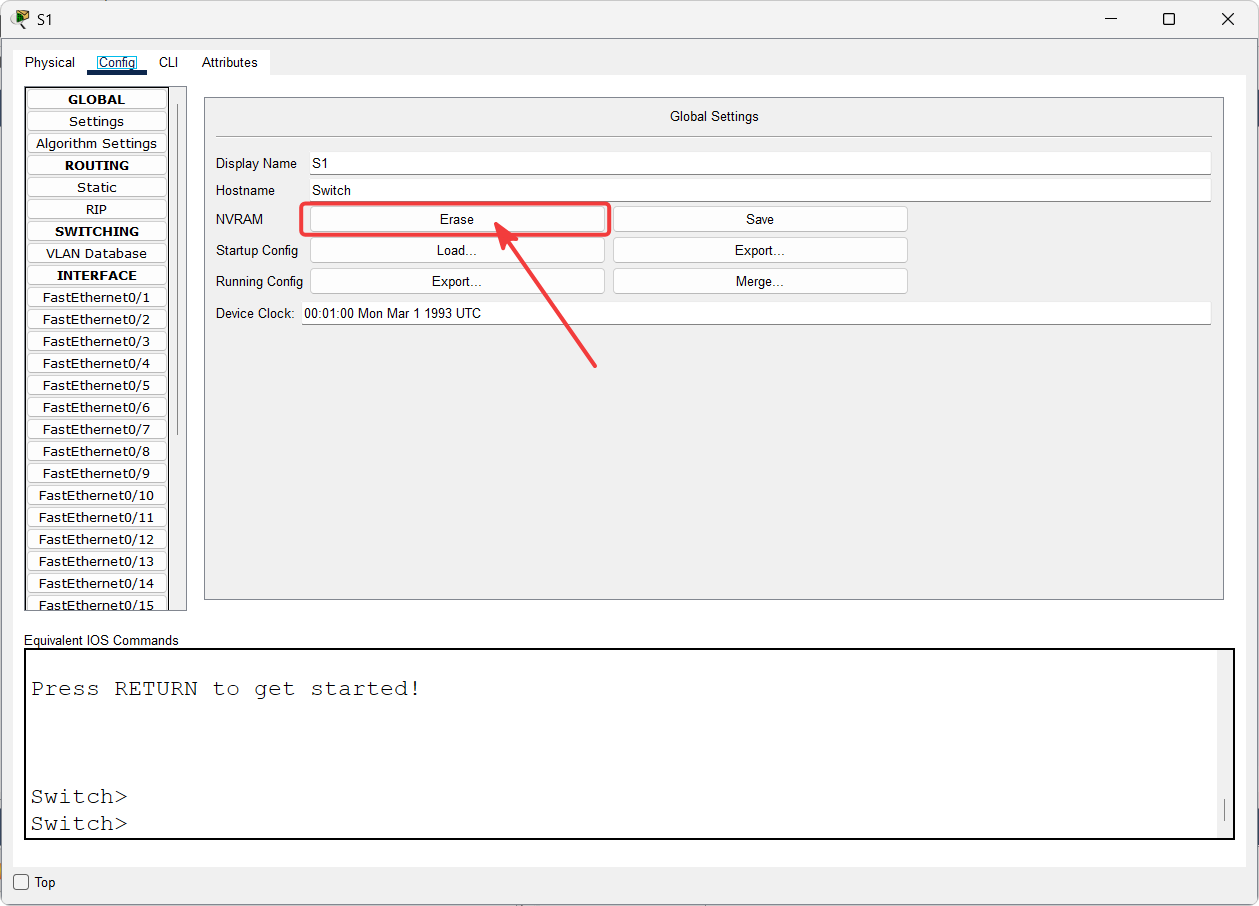 S1
Physical Config CLI Attributes
GLOBAL
Settings
Algorithm Settings
ROUTING
Static
RIP
SWITCHING
VLAN Database
INTERFACE
FastEthernet0/1
FastEthernet0/2
FastEthernet0/3
FastEthernet0/4
FastEthernet0/5
FastEthernet0/6
FastEthernet0/7
FastEthernet0/8
FastEthernet0/9
FastEthernet0/10
FastEthernet0/11
FastEthernet0/12
FastEthernet0/13
FastEthernet0/14
FastEthernet0/15
Global Settings
Display Name S1
Hostname Switch
NVRAM Erase Save
Startup Config Load... Export...
Running Config Export... Merge...
Device Clock: 00:01:00 Mon Mar 1 1993 UTC
Equivalent IOS Commands
Press RETURN to get started!
Switch>
Switch>
Top